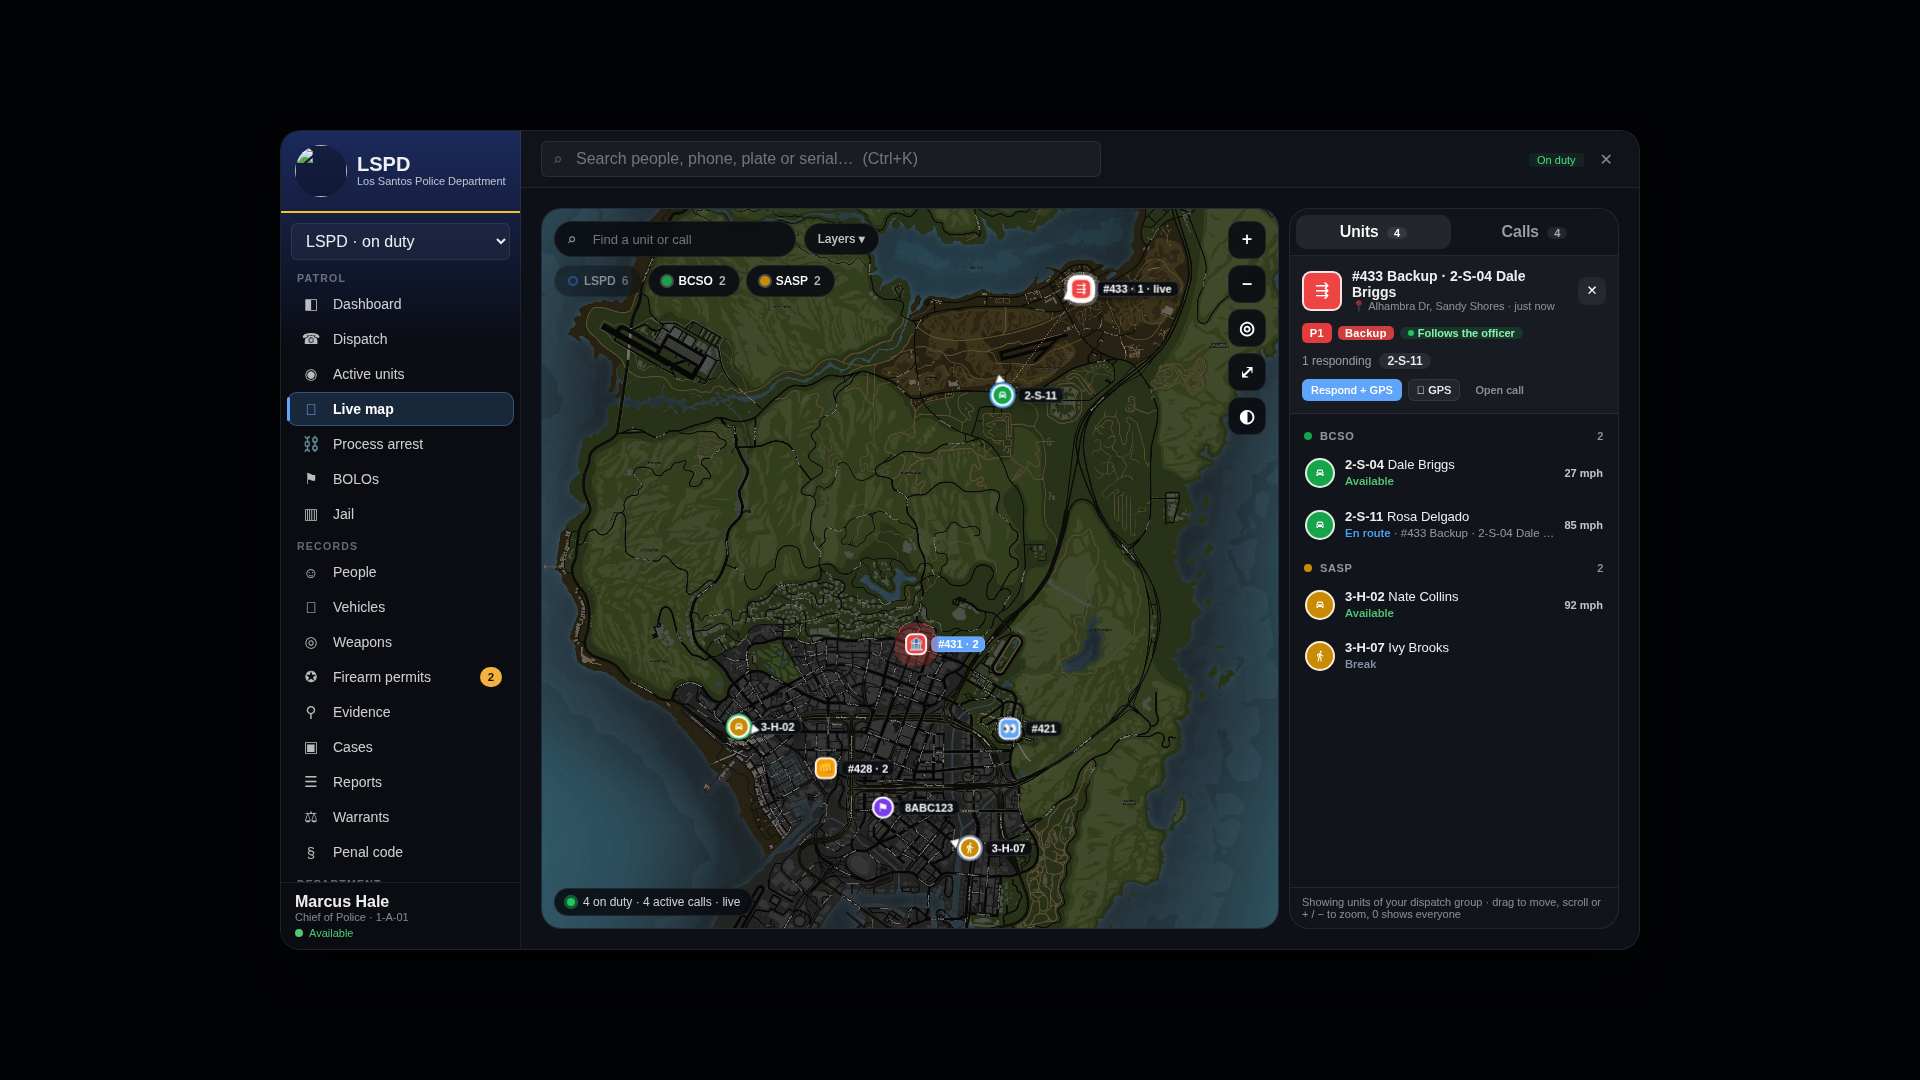 LSPD
Los Santos Police Department
LSPD · on duty
PATROL
Dashboard
Dispatch
Active units
Live map
Process arrest
BOLOs
Jail
RECORDS
People
Vehicles
Weapons
Firearm permits 2
Evidence
Cases
Reports
Warrants
§ Penal code
Marcus Hale
Chief of Police · 1-A-01
Available
Search people, phone, plate or serial… (Ctrl+K)
On duty
Find a unit or call
Layers ▾
LSPD 6
BCSO 2
SASP 2
#433 · 1 · live
2-S-11
#431 · 2
3-H-02
#421
#428 · 2
8ABC123
3-H-07
4 on duty · 4 active calls · live
Units 4
Calls 4
#433 Backup · 2-S-04 Dale
Briggs
Alhambra Dr, Sandy Shores · just now
P1 Backup Follows the officer
1 responding 2-S-11
Respond + GPS GPS Open call
BCSO 2
2-S-04 Dale Briggs
Available
27 mph
2-S-11 Rosa Delgado
En route · #433 Backup · 2-S-04 Dale …
85 mph
SASP 2
3-H-02 Nate Collins
Available
92 mph
3-H-07 Ivy Brooks
Break
Showing units of your dispatch group · drag to move, scroll or
+ / − to zoom, 0 shows everyone